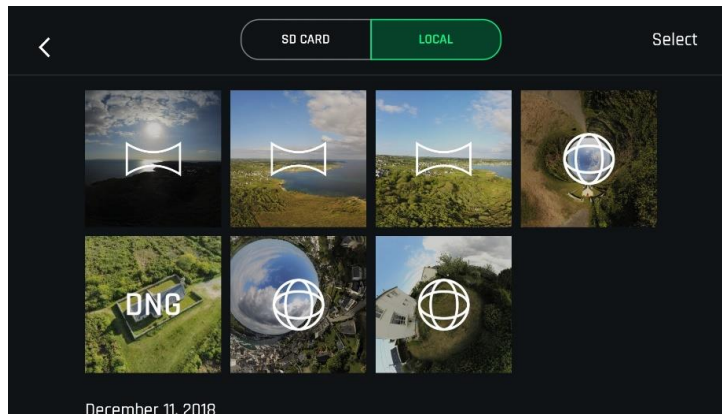 SD CARD
LOCAL
Select
DNG
December 11, 2018